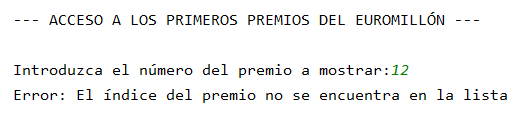 --- ACCESO A LOS PRIMEROS PREMIOS DEL EUROMILLÓN ---
Introduzca el número del premio a mostrar:12
Error: El índice del premio no se encuentra en la lista